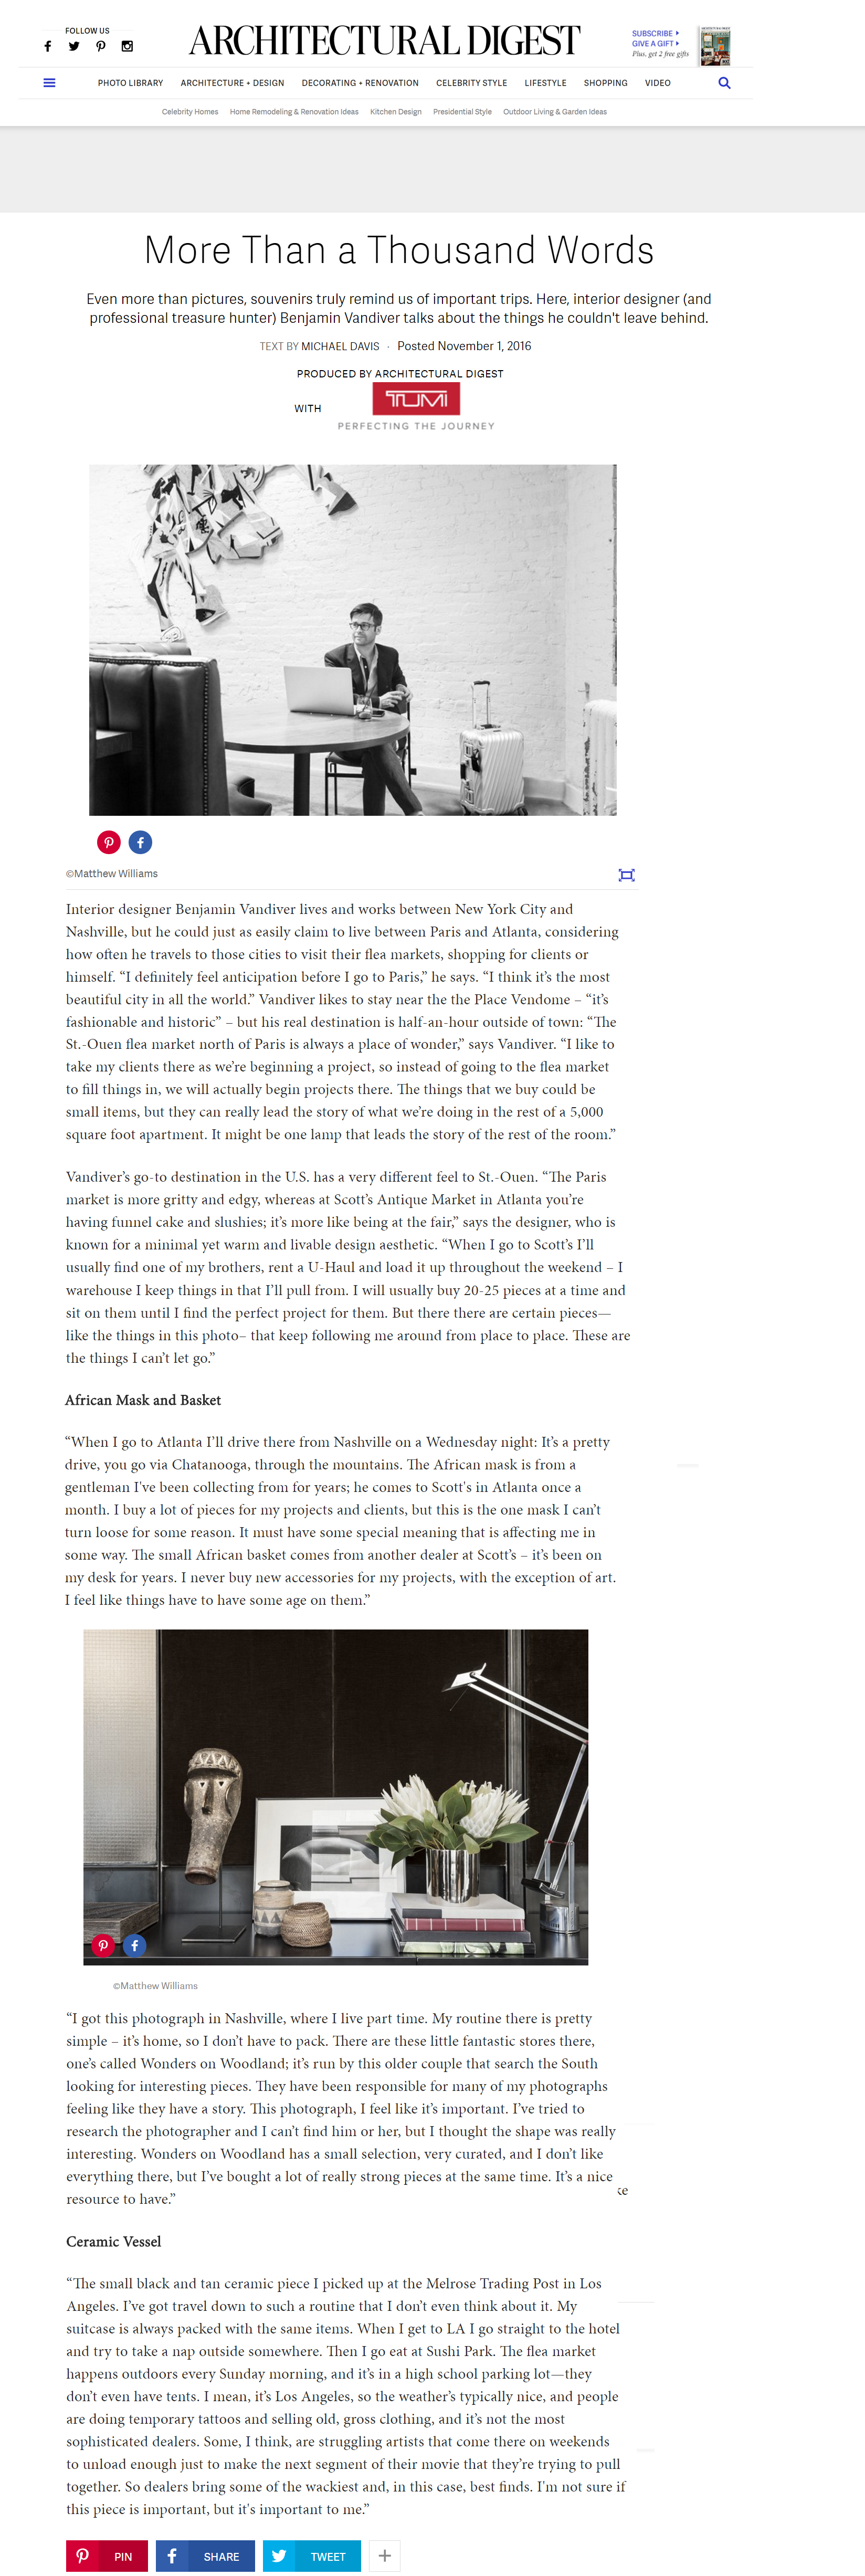 FOLLOW US
ARCHITECTURAL DIGEST
SUBSCRIBE
GIVE A GIFT
Plus, get 2 free gifts
PHOTO LIBRARY ARCHITECTURE + DESIGN DECORATING + RENOVATION CELEBRITY STYLE LIFESTYLE SHOPPING VIDEO
Celebrity Homes Home Remodeling & Renovation Ideas Kitchen Design Presidential Style Outdoor Living & Garden Ideas
More Than a Thousand Words
Even more than pictures, souvenirs truly remind us of important trips. Here, interior designer (and
professional treasure hunter) Benjamin Vandiver talks about the things he couldn't leave behind.
TEXT BY MICHAEL DAVIS · Posted November 1, 2016
PRODUCED BY ARCHITECTURAL DIGEST
WITH
TUMI
PERFECTING THE JOURNEY
©Matthew Williams
Interior designer Benjamin Vandiver lives and works between New York City and
Nashville, but he could just as easily claim to live between Paris and Atlanta, considering
how often he travels to those cities to visit their flea markets, shopping for clients or
himself. “I definitely feel anticipation before I go to Paris,” he says. “I think it’s the most
beautiful city in all the world.” Vandiver likes to stay near the the Place Vendome – “it’s
fashionable and historic” – but his real destination is half-an-hour outside of town: “The
St.-Ouen flea market north of Paris is always a place of wonder,” says Vandiver. “I like to
take my clients there as we’re beginning a project, so instead of going to the flea market
to fill things in, we will actually begin projects there. The things that we buy could be
small items, but they can really lead the story of what we’re doing in the rest of a 5,000
square foot apartment. It might be one lamp that leads the story of the rest of the room.”
Vandiver’s go-to destination in the U.S. has a very different feel to St.-Ouen. “The Paris
market is more gritty and edgy, whereas at Scott’s Antique Market in Atlanta you’re
having funnel cake and slushies; it’s more like being at the fair,” says the designer, who is
known for a minimal yet warm and livable design aesthetic. “When I go to Scott’s I’ll
usually find one of my brothers, rent a U-Haul and load it up throughout the weekend – I
warehouse I keep things in that I’ll pull from. I will usually buy 20-25 pieces at a time and
sit on them until I find the perfect project for them. But there there are certain pieces—
like the things in this photo– that keep following me around from place to place. These are
the things I can’t let go.”
African Mask and Basket
“When I go to Atlanta I’ll drive there from Nashville on a Wednesday night: It’s a pretty
drive, you go via Chatanooga, through the mountains. The African mask is from a
gentleman I've been collecting from for years; he comes to Scott's in Atlanta once a
month. I buy a lot of pieces for my projects and clients, but this is the one mask I can’t
turn loose for some reason. It must have some special meaning that is affecting me in
some way. The small African basket comes from another dealer at Scott’s – it’s been on
my desk for years. I never buy new accessories for my projects, with the exception of art.
I feel like things have to have some age on them.”
©Matthew Williams
“I got this photograph in Nashville, where I live part time. My routine there is pretty
simple – it’s home, so I don’t have to pack. There are these little fantastic stores there,
one’s called Wonders on Woodland; it’s run by this older couple that search the South
looking for interesting pieces. They have been responsible for many of my photographs
feeling like they have a story. This photograph, I feel like it’s important. I’ve tried to
research the photographer and I can’t find him or her, but I thought the shape was really
interesting. Wonders on Woodland has a small selection, very curated, and I don’t like
everything there, but I’ve bought a lot of really strong pieces at the same time. It’s a nice
resource to have.”
Ceramic Vessel
“The small black and tan ceramic piece I picked up at the Melrose Trading Post in Los
Angeles. I’ve got travel down to such a routine that I don’t even think about it. My
suitcase is always packed with the same items. When I get to LA I go straight to the hotel
and try to take a nap outside somewhere. Then I go eat at Sushi Park. The flea market
happens outdoors every Sunday morning, and it’s in a high school parking lot—they
don’t even have tents. I mean, it’s Los Angeles, so the weather’s typically nice, and people
are doing temporary tattoos and selling old, gross clothing, and it’s not the most
sophisticated dealers. Some, I think, are struggling artists that come there on weekends
to unload enough just to make the next segment of their movie that they’re trying to pull
together. So dealers bring some of the wackiest and, in this case, best finds. I'm not sure if
this piece is important, but it's important to me.”
PIN SHARE TWEET +